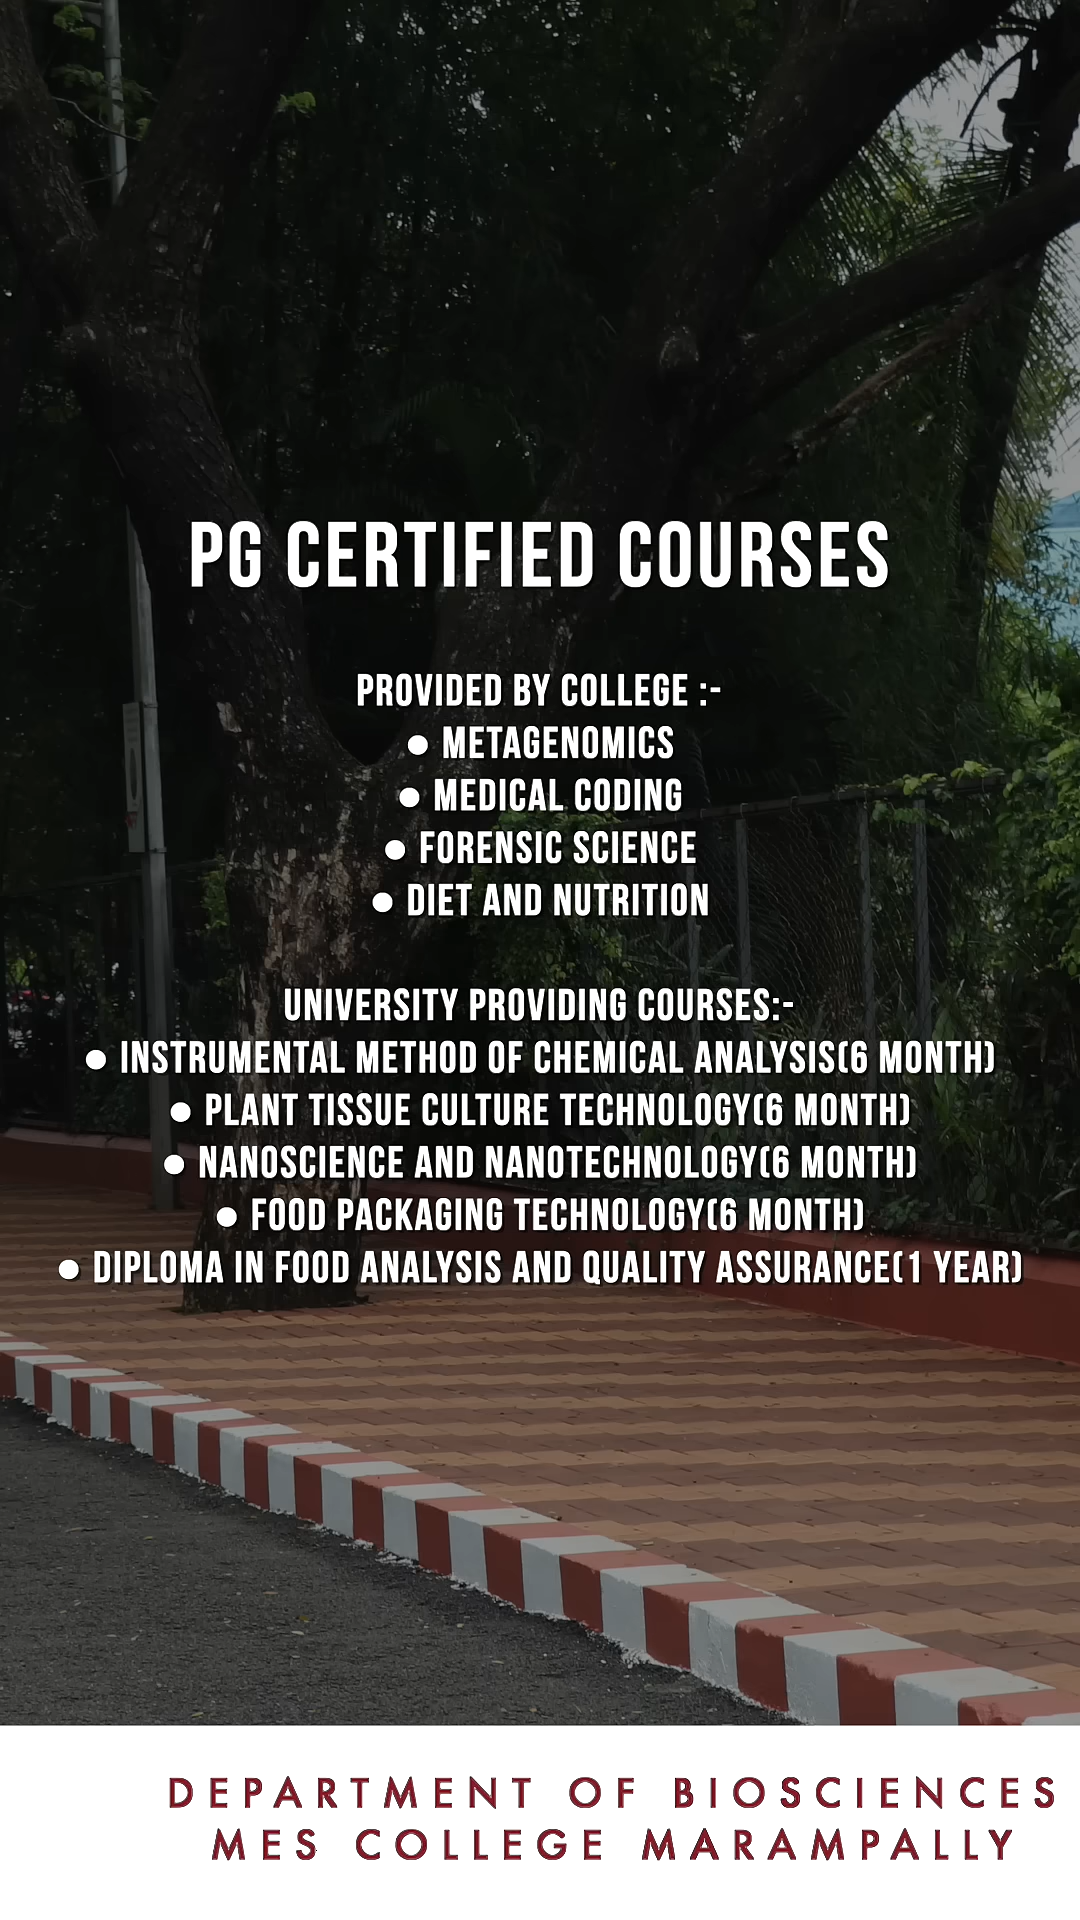 PG CERTIFIED COURSES
PROVIDED BY COLLEGE :-
● METAGENOMICS
● MEDICAL CODING
● FORENSIC SCIENCE
● DIET AND NUTRITION
UNIVERSITY PROVIDING COURSES:-
● INSTRUMENTAL METHOD OF CHEMICAL ANALYSIS(6 MONTH)
● PLANT TISSUE CULTURE TECHNOLOGY(6 MONTH)
● NANOSCIENCE AND NANOTECHNOLOGY(6 MONTH)
● FOOD PACKAGING TECHNOLOGY(6 MONTH)
● DIPLOMA IN FOOD ANALYSIS AND QUALITY ASSURANCE(1 YEAR)
DEPARTMENT OF BIOSCIENCES
MES COLLEGE MARAMPALLY